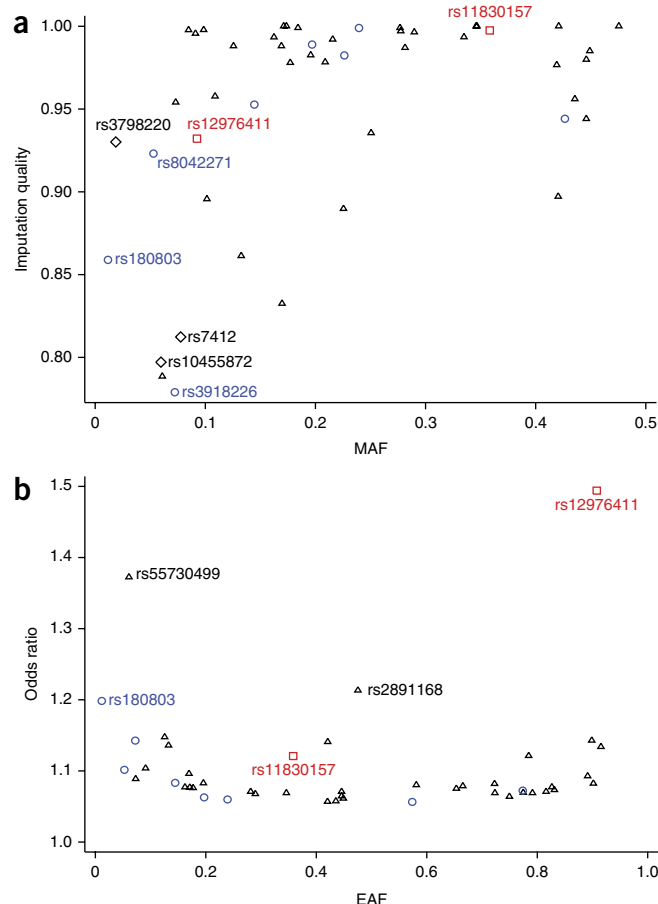 a
1.00
0.95
0.90
0.85
0.80
Imputation quality
rs11830157
rs3798220
rs12976411
rs8042271
rs180803
rs7412
rs10455872
rs3918226
0
0.1
0.2
0.3
0.4
0.5
MAF
b
1.5
1.4
1.3
1.2
1.1
1.0
Odds ratio
rs12976411
rs55730499
rs2891168
rs180803
rs11830157
0
0.2
0.4
0.6
0.8
1.0
EAF